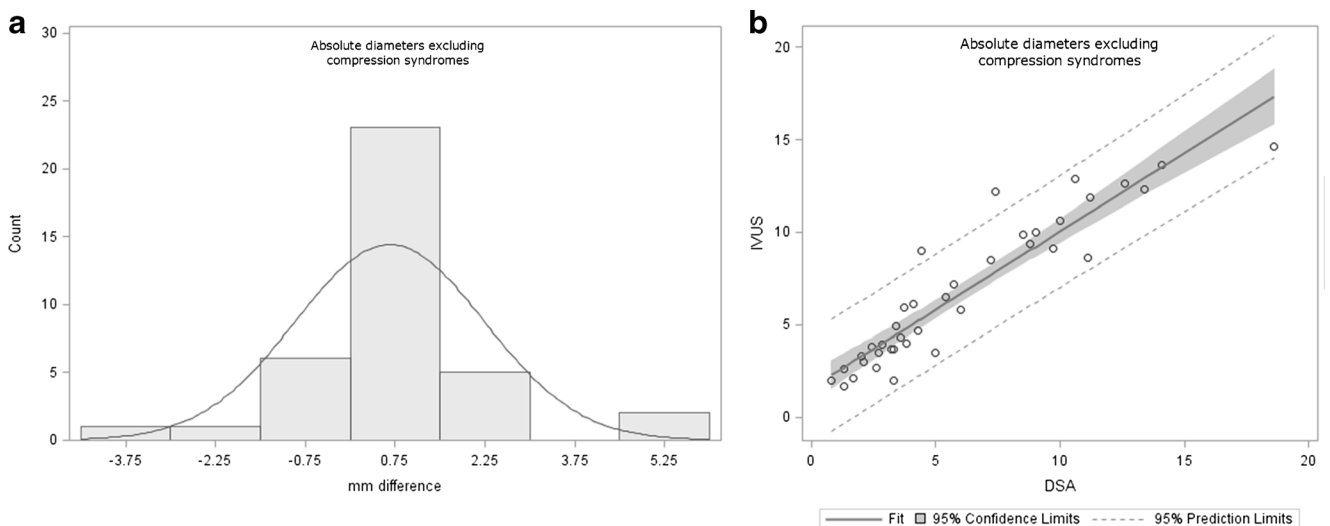 a
Absolute diameters excluding
compression syndromes
30
25
20
15
10
5
0
Count
-3.75 -2.25 -0.75 0.75 2.25 3.75 5.25
mm difference
b
Absolute diameters excluding
compression syndromes
20
15
10
5
0
IVUS
0 5 10 15 20
DSA
Fit 95% Confidence Limits 95% Prediction Limits